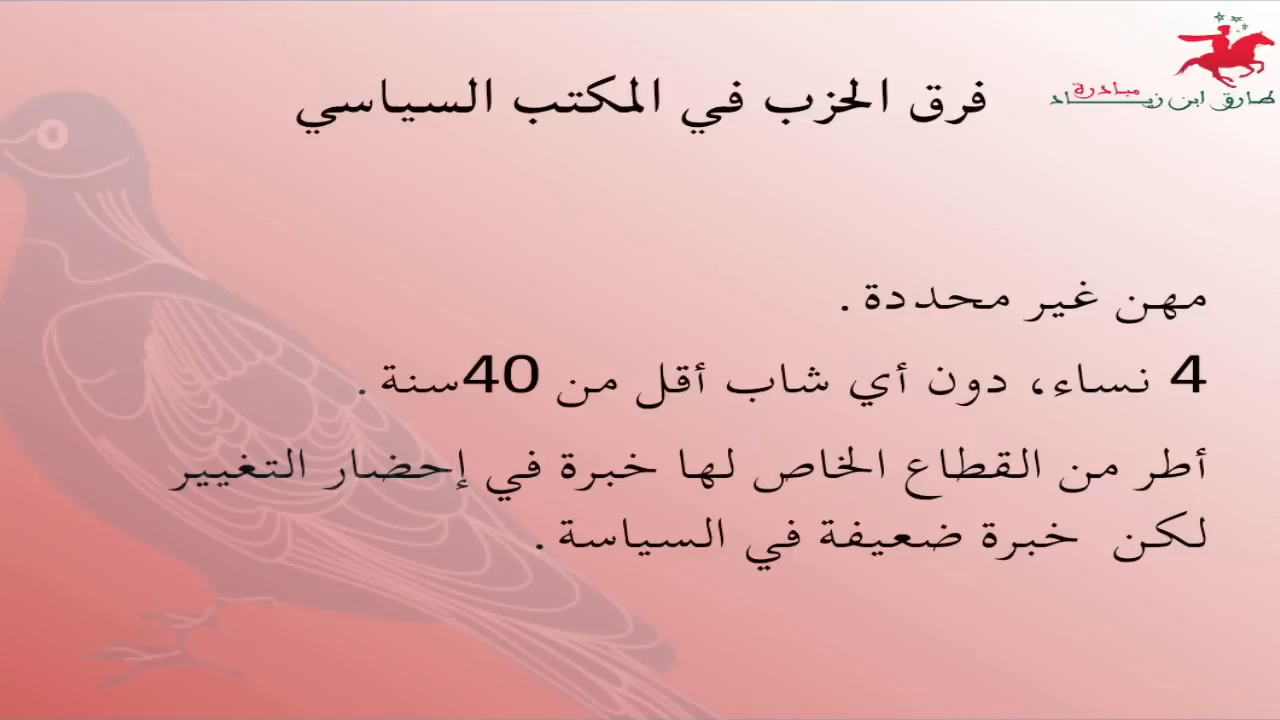 مبادرة
طارق ابن زياد
فرق الحزب في المكتب السياسي
مهن غير محددة .
4 نساء، دون أي شاب أقل من 40سنة .
أطر من القطاع الخاص لها خبرة في إحضار التغيير
لكن خبرة ضعيفة في السياسة .